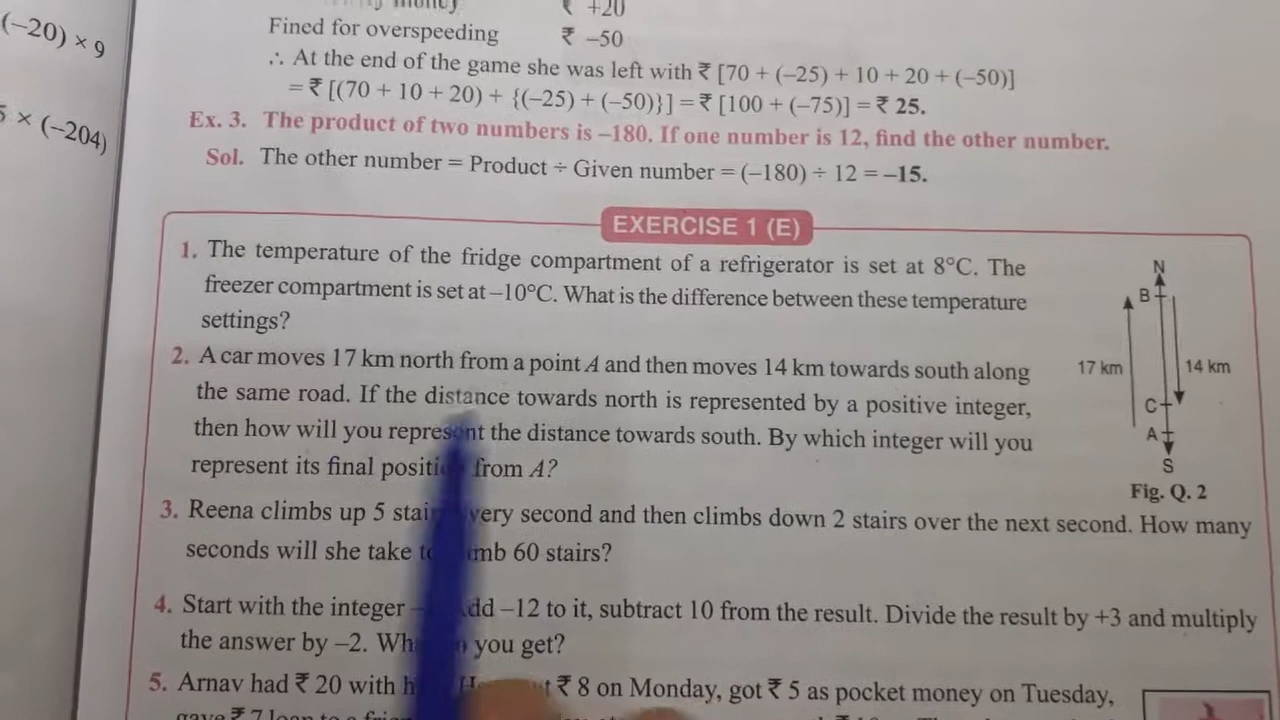 (–20) × 9
× (–204)
+20
Fined for overspeeding ₹ –50
∴ At the end of the game she was left with ₹ [70 + (–25) + 10 + 20 + (–50)]
= ₹ [(70 + 10 + 20) + {(–25) + (–50)}] = ₹ [100 + (–75)] = ₹ 25.
Ex. 3. The product of two numbers is –180. If one number is 12, find the other number.
Sol. The other number = Product ÷ Given number = (–180) ÷ 12 = –15.
EXERCISE 1 (E)
1. The temperature of the fridge compartment of a refrigerator is set at 8°C. The
freezer compartment is set at –10°C. What is the difference between these temperature
settings?
2. A car moves 17 km north from a point A and then moves 14 km towards south along
the same road. If the distance towards north is represented by a positive integer,
then how will you represent the distance towards south. By which integer will you
represent its final from A?
N
B
17 km
14 km
C
A
S
Fig. Q. 2
3. Reena climbs up 5 second and then climbs down 2 stairs over the next second. How many
seconds will she take 60 stairs?
4. Start with the integer –12 to it, subtract 10 from the result. Divide the result by +3 and multiply
the answer by –2. you get?
5. Arnav had ₹ 20 with ₹ 8 on Monday, got ₹ 5 as pocket money on Tuesday,